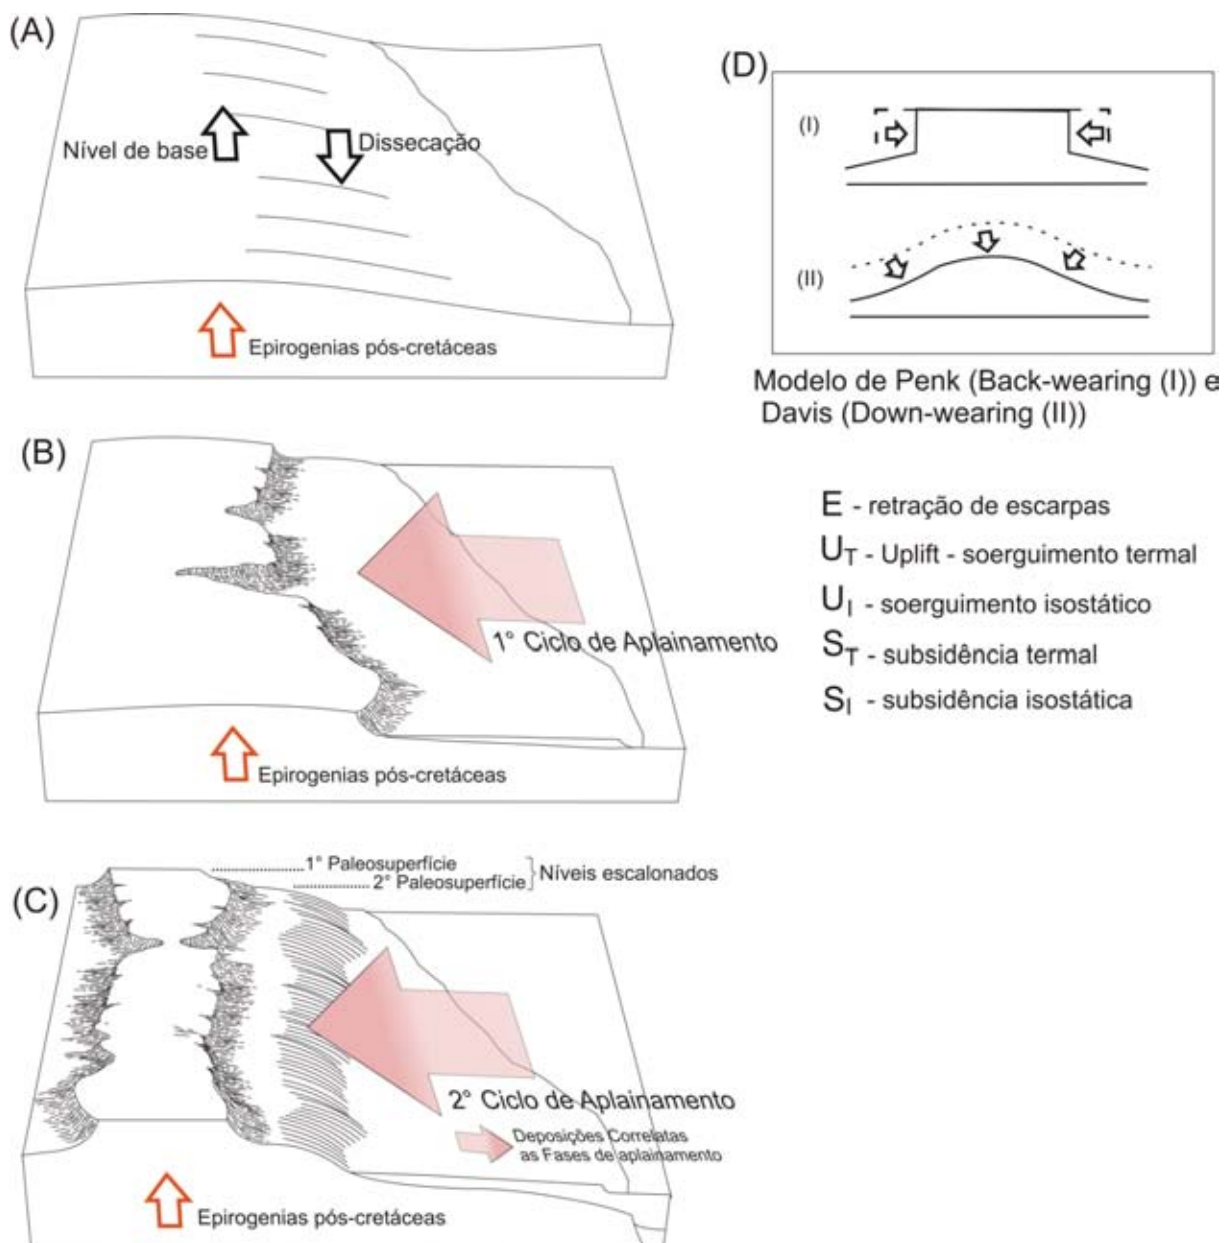 (A)
Nível de base
Dissecação
Epirogenias pós-cretáceas
(D)
(I)
(II)
Modelo de Penk (Back-wearing (I)) e
Davis (Down-wearing (II))
(B)
1° Ciclo de Aplainamento
Epirogenias pós-cretáceas
E - retração de escarpas
UT - Uplift - soerguimento termal
UI - soerguimento isostático
ST - subsidência termal
SI - subsidência isostática
(C)
1° Paleosuperfície
2° Paleosuperfície
Níveis escalonados
2° Ciclo de Aplainamento
Deposições Correlatas
as Fases de aplainamento
Epirogenias pós-cretáceas